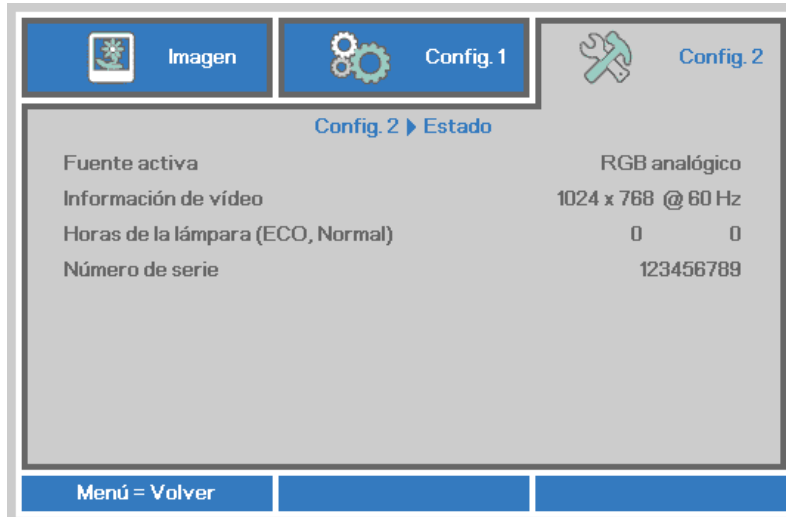 Imagen Config. 1 Config. 2
Config. 2 Estado
Fuente activa RGB analógico
Información de vídeo 1024 x 768 @ 60 Hz
Horas de la lámpara (ECO, Normal) 0 0
Número de serie 123456789
Menú = Volver